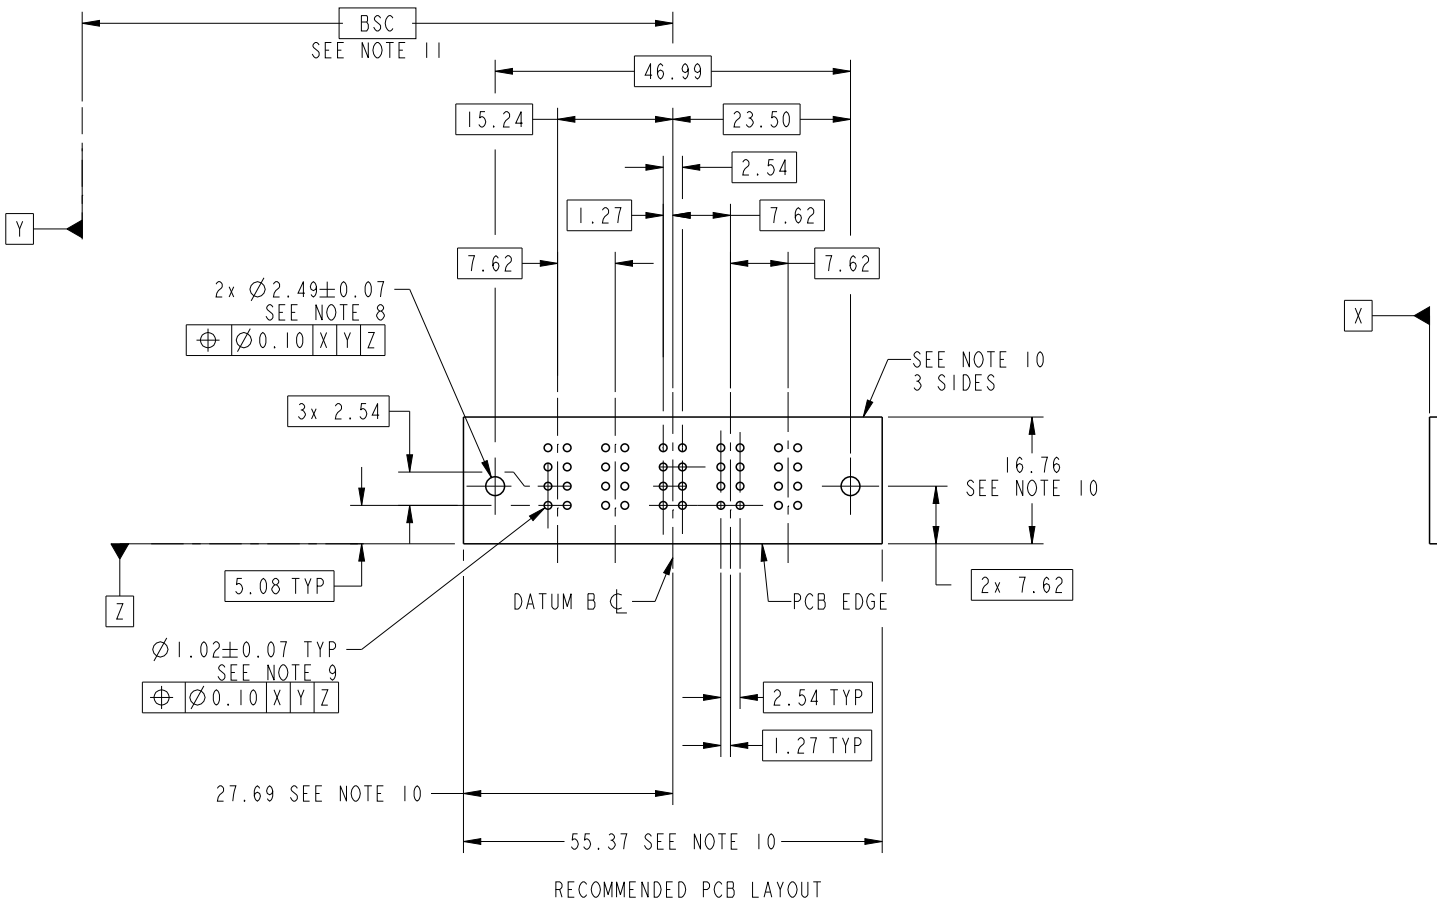 BSC
SEE NOTE 11
46.99
15.24
23.50
2.54
1.27
7.62
Y
7.62
7.62
2x ⌀2.49±0.07
SEE NOTE 8
⌖ ⌀0.10 X Y Z
X
SEE NOTE 10
3 SIDES
3x 2.54
16.76
SEE NOTE 10
5.08 TYP
2x 7.62
Z
DATUM B ℄
PCB EDGE
⌀1.02±0.07 TYP
SEE NOTE 9
⌖ ⌀0.10 X Y Z
2.54 TYP
1.27 TYP
27.69 SEE NOTE 10
55.37 SEE NOTE 10
RECOMMENDED PCB LAYOUT